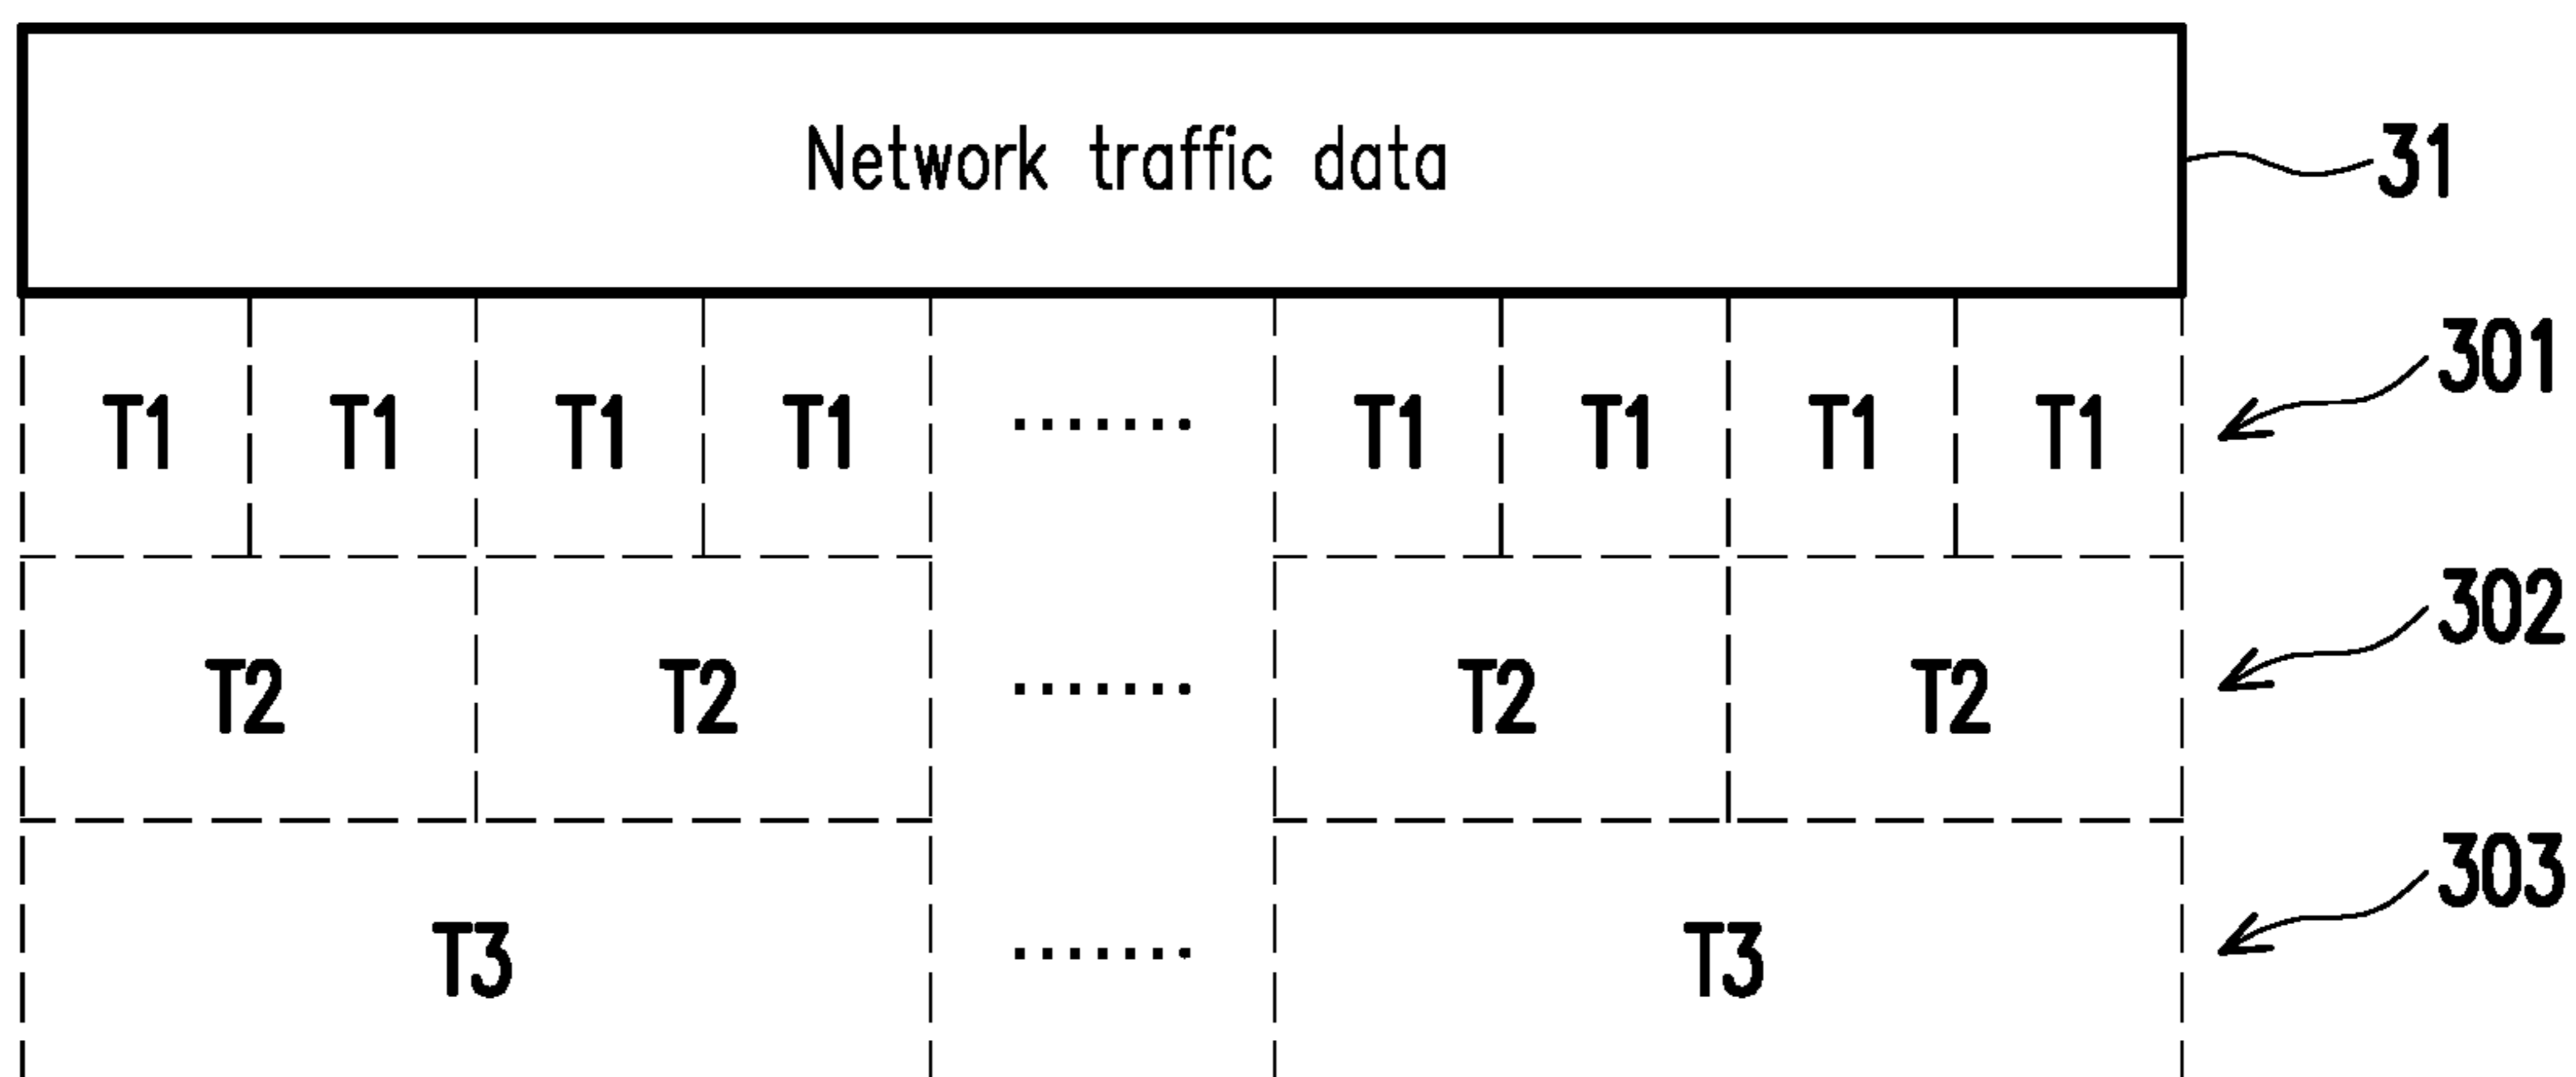 Network traffic data 31
T1 T1 T1 T1 ....... T1 T1 T1 T1 301
T2 T2 ....... T2 T2 302
T3 ....... T3 303